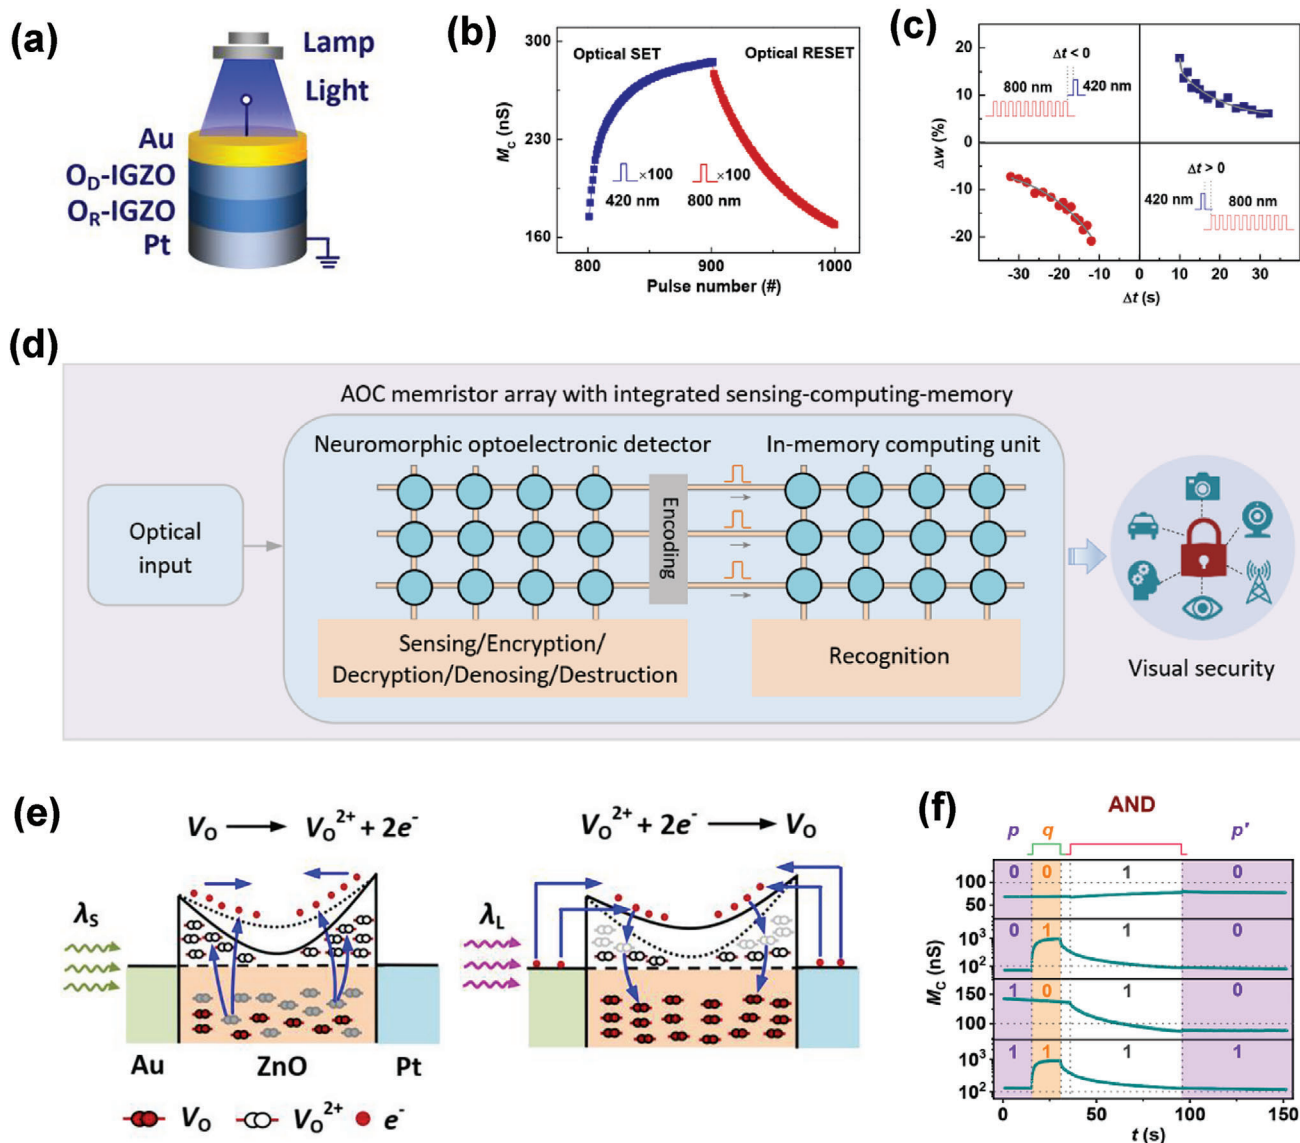 (a)
Lamp
Light
Au
O_D-IGZO
O_R-IGZO
Pt
(b)
300
230
160
M_C (nS)
Optical SET
Optical RESET
×100
420 nm
×100
800 nm
800
900
1000
Pulse number (#)
(c)
20
10
0
-10
-20
Δw (%)
Δt < 0
800 nm
420 nm
Δt > 0
420 nm
800 nm
-30 -20 -10 0 10 20 30
Δt (s)
(d)
AOC memristor array with integrated sensing-computing-memory
Neuromorphic optoelectronic detector
In-memory computing unit
Optical
input
Encoding
Sensing/Encryption/
Decryption/Denosing/Destruction
Recognition
Visual security
(e)
V_O → V_O^2+ + 2e^-
λ_S
Au
ZnO
Pt
V_O^2+ + 2e^- → V_O
λ_L
V_O
V_O^2+
e^-
(f)
AND
p q p'
0 0 1 0
100
50
0 1 1 0
10^3
10^2
1 0 1 0
150
100
1 1 1 1
10^3
10^2
M_C (nS)
0 50 100 150
t (s)